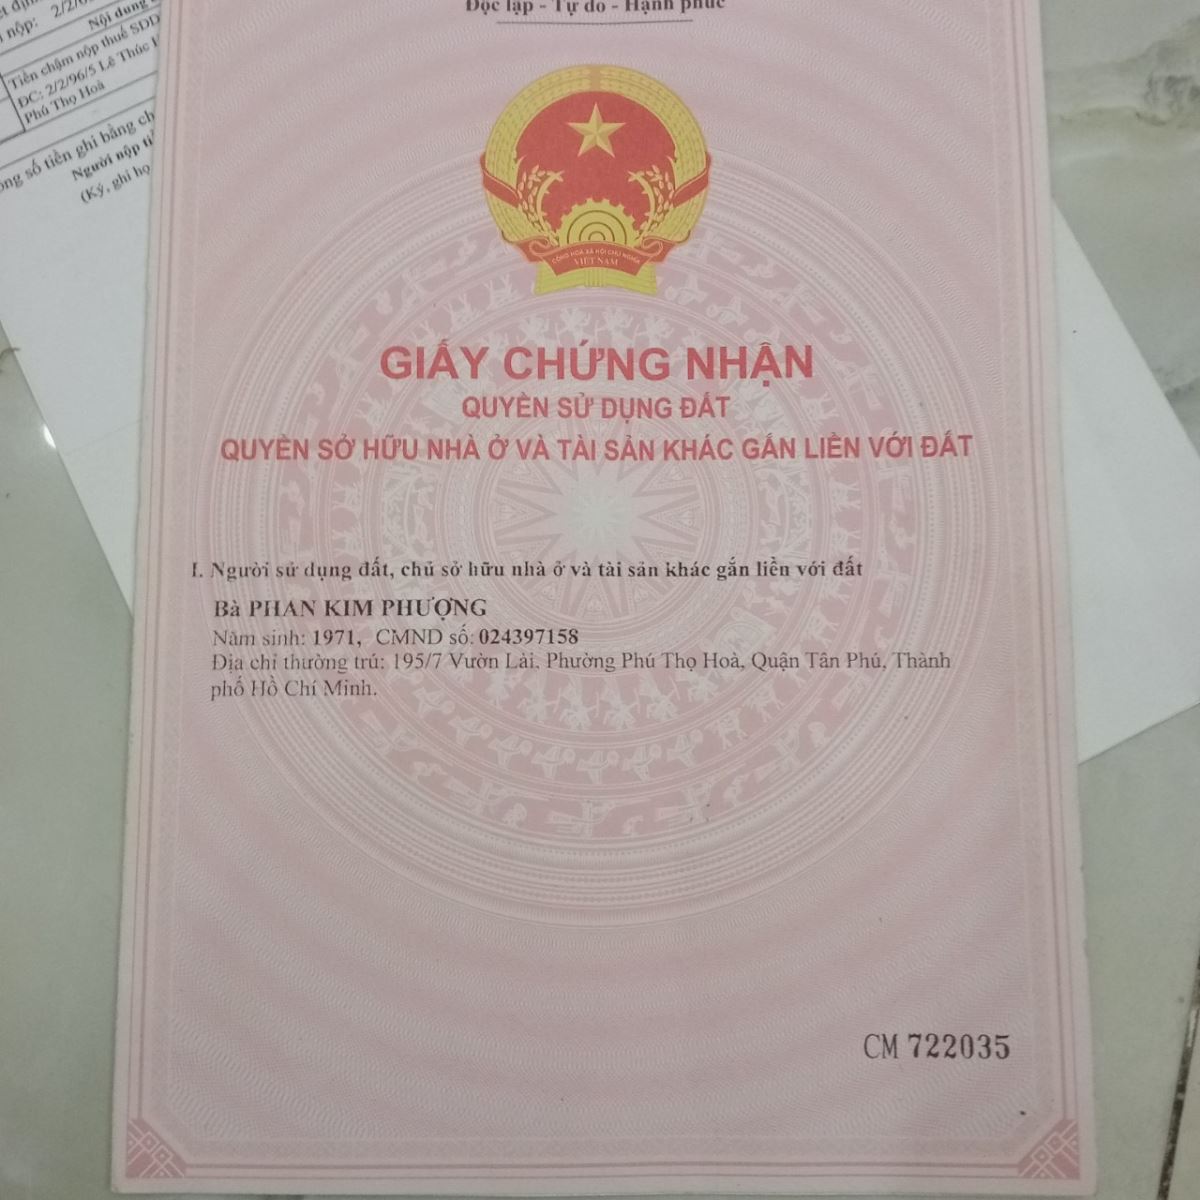 nộp:
Nội dung
Tiền chậm nộp thuế SDD
ĐC: 2/2/96/5 Lê Thúc
Phú Thọ Hoà
số tiền ghi bằng
Người nộp
(Ký, ghi họ
Độc lập - Tự do - Hạnh phúc
CỘNG HOÀ XÃ HỘI CHỦ NGHĨA
VIỆT NAM
GIẤY CHỨNG NHẬN
QUYỀN SỬ DỤNG ĐẤT
QUYỀN SỞ HỮU NHÀ Ở VÀ TÀI SẢN KHÁC GẮN LIỀN VỚI ĐẤT
I. Người sử dụng đất, chủ sở hữu nhà ở và tài sản khác gắn liền với đất
Bà PHAN KIM PHƯỢNG
Năm sinh: 1971, CMND số: 024397158
Địa chỉ thường trú: 195/7 Vườn Lài, Phường Phú Thọ Hoà, Quận Tân Phú, Thành
phố Hồ Chí Minh.
CM 722035